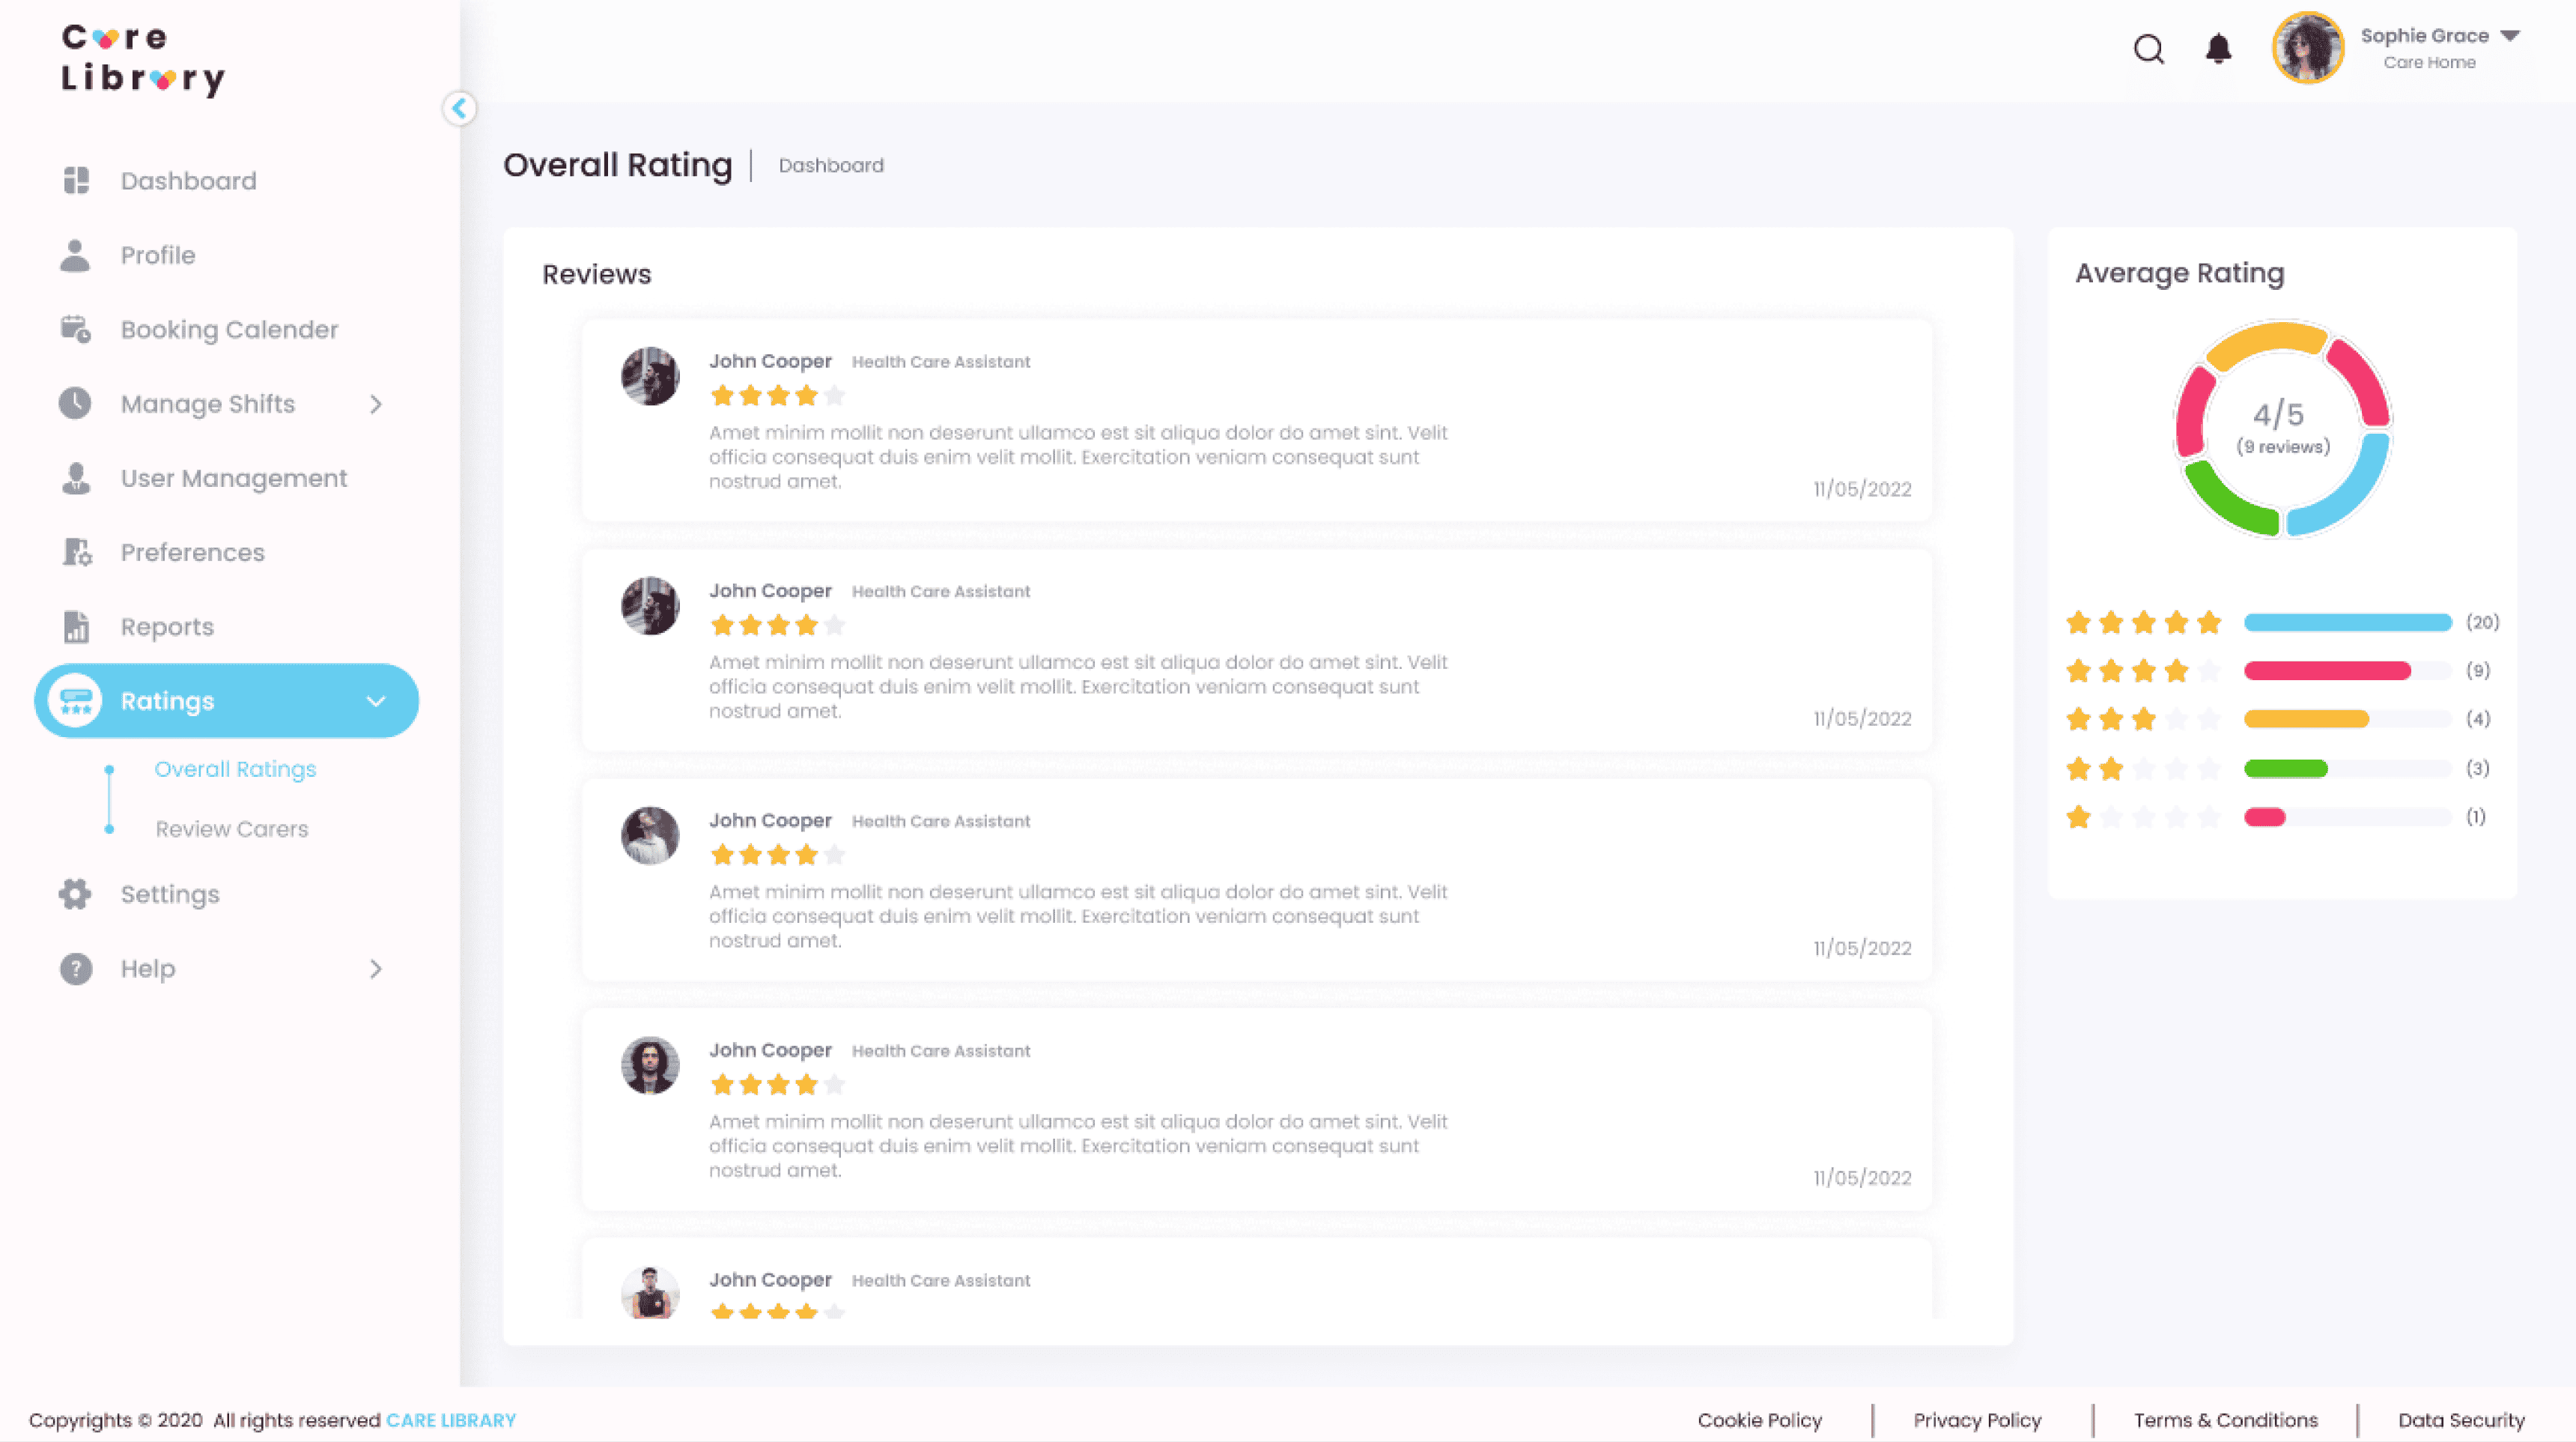 Care
Library
Sophie Grace
Care Home
Dashboard
Profile
Booking Calender
Manage Shifts
User Management
Preferences
Reports
Ratings
Overall Ratings
Review Carers
Settings
Help
Overall Rating
Dashboard
Reviews
John Cooper Health Care Assistant
Amet minim mollit non deserunt ullamco est sit aliqua dolor do amet sint. Velit
officia consequat duis enim velit mollit. Exercitation veniam consequat sunt
nostrud amet.
11/05/2022
John Cooper Health Care Assistant
Amet minim mollit non deserunt ullamco est sit aliqua dolor do amet sint. Velit
officia consequat duis enim velit mollit. Exercitation veniam consequat sunt
nostrud amet.
11/05/2022
John Cooper Health Care Assistant
Amet minim mollit non deserunt ullamco est sit aliqua dolor do amet sint. Velit
officia consequat duis enim velit mollit. Exercitation veniam consequat sunt
nostrud amet.
11/05/2022
John Cooper Health Care Assistant
Amet minim mollit non deserunt ullamco est sit aliqua dolor do amet sint. Velit
officia consequat duis enim velit mollit. Exercitation veniam consequat sunt
nostrud amet.
11/05/2022
John Cooper Health Care Assistant
Average Rating
4/5
(9 reviews)
(20)
(9)
(4)
(3)
(1)
Copyrights © 2020 All rights reserved CARE LIBRARY
Cookie Policy
Privacy Policy
Terms & Conditions
Data Security